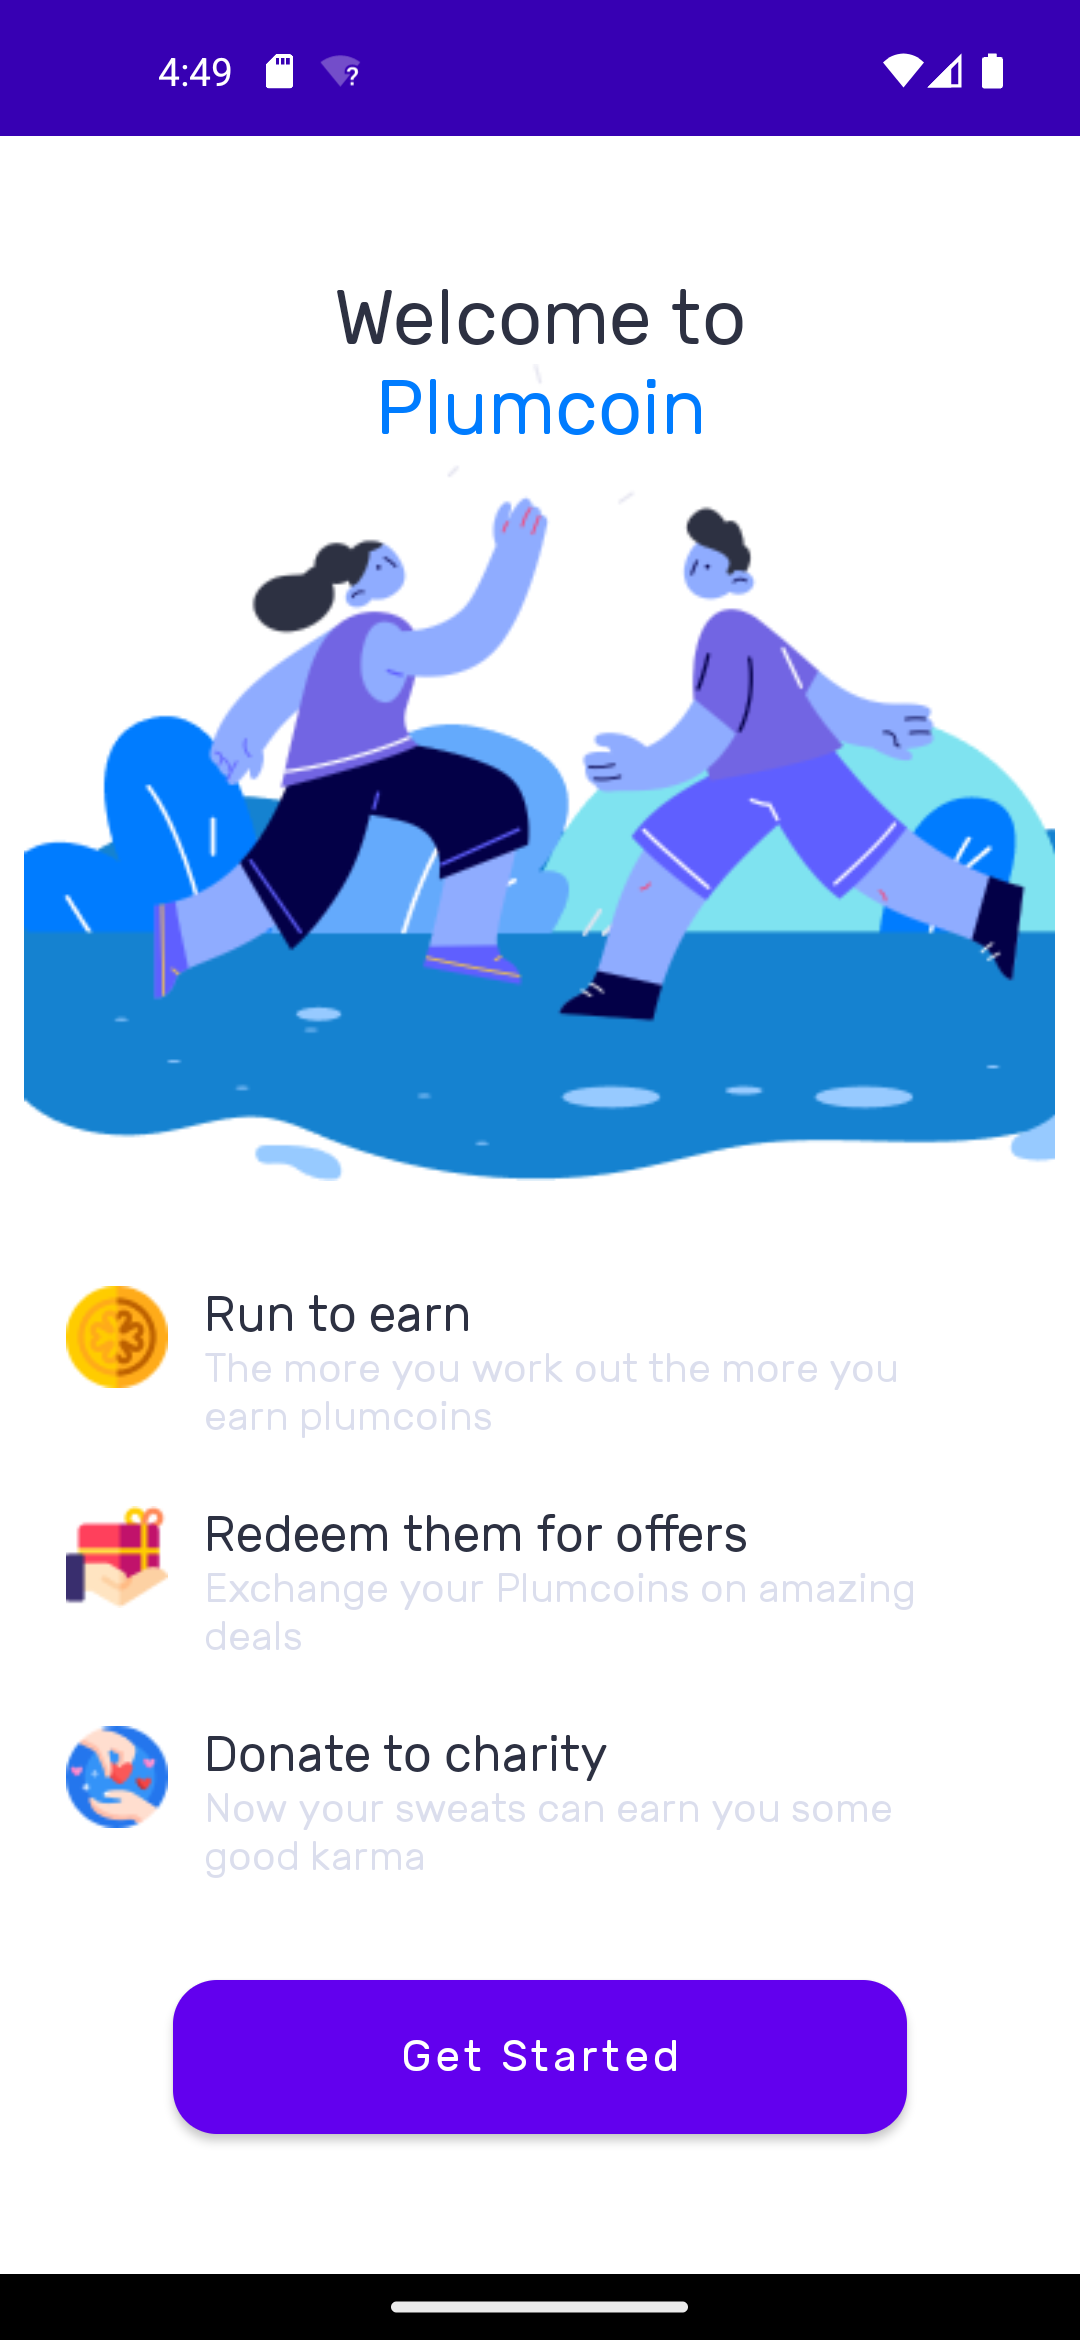 4:49
Welcome to
Plumcoin
Run to earn
The more you work out the more you
earn plumcoins
Redeem them for offers
Exchange your Plumcoins on amazing
deals
Donate to charity
Now your sweats can earn you some
good karma
Get Started